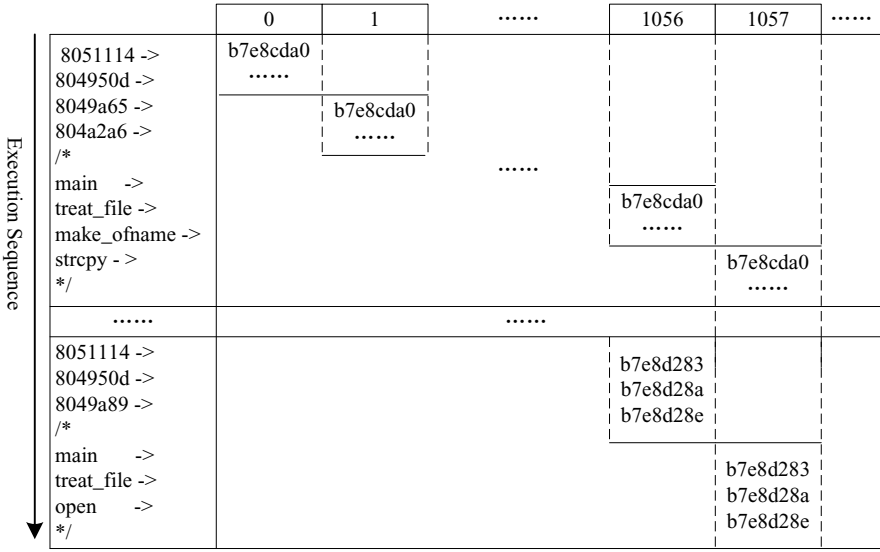 0 1 …… 1056 1057 ……
Execution Sequence
8051114 -> b7e8cda0
804950d -> ……
8049a65 -> b7e8cda0
804a2a6 -> ……
/*
……
main ->
treat_file -> b7e8cda0
make_ofname -> ……
strcpy - > b7e8cda0
*/ ……
…… ……
8051114 -> b7e8d283
804950d -> b7e8d28a
8049a89 -> b7e8d28e
/*
main -> b7e8d283
treat_file -> b7e8d28a
open -> b7e8d28e
*/